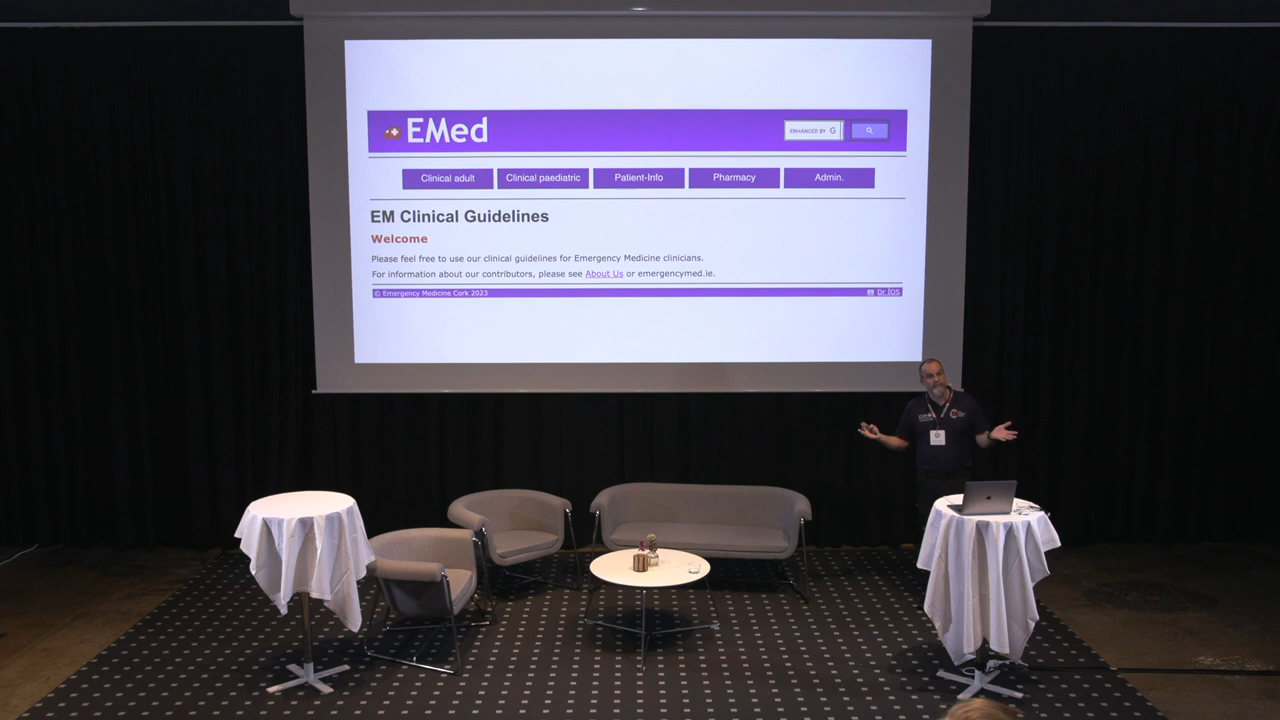 EMed
ENHANCED BY G
Clinical adult
Clinical paediatric
Patient-Info
Pharmacy
Admin.
EM Clinical Guidelines
Welcome
Please feel free to use our clinical guidelines for Emergency Medicine clinicians.
For information about our contributors, please see About Us or emergencymed.ie.
© Emergency Medicine Cork 2023
Dr ÍOS